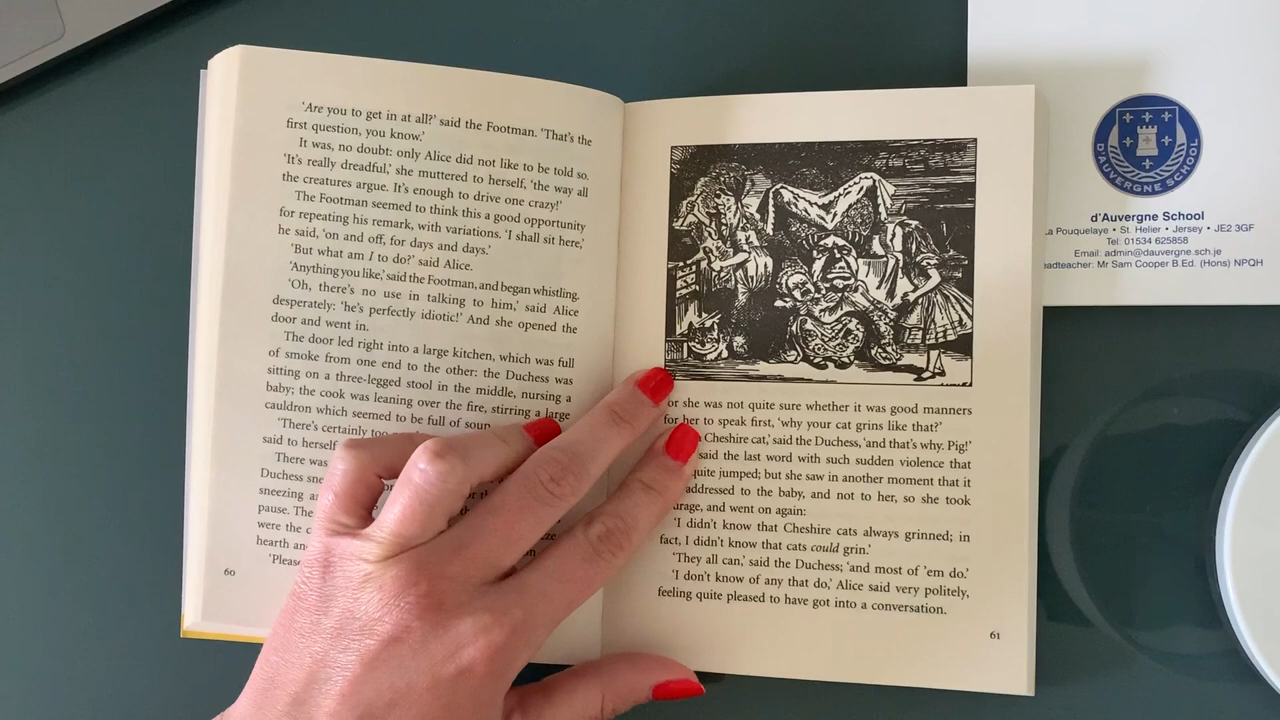 ‘Are you to get in at all?’ said the Footman. ‘That’s the
first question, you know.’
It was, no doubt: only Alice did not like to be told so.
‘It’s really dreadful,’ she muttered to herself, ‘the way all
the creatures argue. It’s enough to drive one crazy!’
The Footman seemed to think this a good opportunity
for repeating his remark, with variations. ‘I shall sit here,’
he said, ‘on and off, for days and days.’
‘But what am I to do?’ said Alice.
‘Anything you like,’ said the Footman, and began whistling.
‘Oh, there’s no use in talking to him,’ said Alice
desperately: ‘he’s perfectly idiotic!’ And she opened the
door and went in.
The door led right into a large kitchen, which was full
of smoke from one end to the other: the Duchess was
sitting on a three-legged stool in the middle, nursing a
baby; the cook was leaning over the fire, stirring a large
cauldron which seemed to be full of soup
‘There’s certainly too
said to herself
There was
Duchess
sneezing
pause. The
were the
hearth
60
or she was not quite sure whether it was good manners
for her to speak first, ‘why your cat grins like that?’
Cheshire cat,’ said the Duchess, ‘and that’s why. Pig!’
said the last word with such sudden violence that
quite jumped; but she saw in another moment that it
addressed to the baby, and not to her, so she took
and went on again:
‘I didn’t know that Cheshire cats always grinned; in
fact, I didn’t know that cats could grin.’
‘They all can,’ said the Duchess; ‘and most of ’em do.’
‘I don’t know of any that do,’ Alice said very politely,
feeling quite pleased to have got into a conversation.
61
D'AUVERGNE SCHOOL
d'Auvergne School
La Pouquelaye • St. Helier • Jersey • JE2 3GF
Tel: 01534 625858
Email: admin@dauvergne.sch.je
eadteacher: Mr Sam Cooper B.Ed. (Hons) NPQH